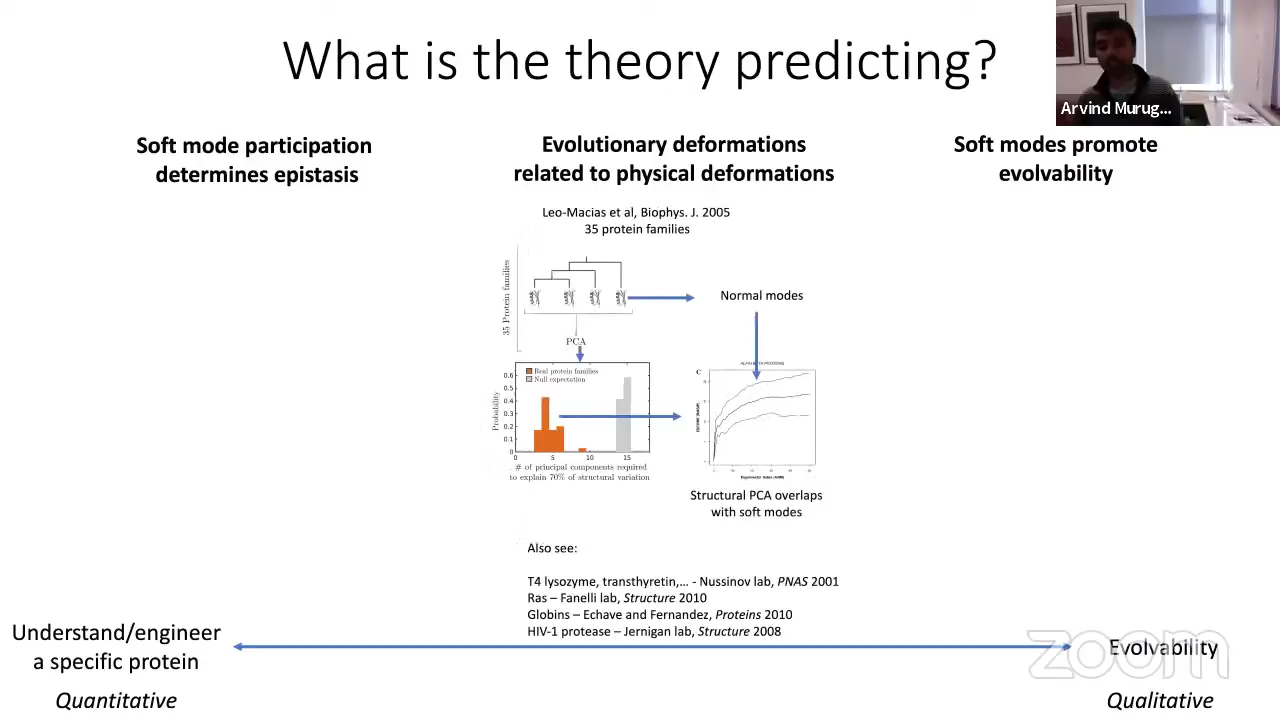 What is the theory predicting?
Arvind Murug...
Soft mode participation
determines epistasis
Evolutionary deformations
related to physical deformations
Soft modes promote
evolvability
Leo-Macias et al, Biophys. J. 2005
35 protein families
35 Protein families
Normal modes
PCA
Real protein families
Null expectation
Probability
0.6
0.5
0.4
0.3
0.2
0.1
0
0 5 10 15
# of principal components required
to explain 70% of structural variation
C
Structural PCA overlaps
with soft modes
Also see:
T4 lysozyme, transthyretin,... - Nussinov lab, PNAS 2001
Ras – Fanelli lab, Structure 2010
Globins – Echave and Fernandez, Proteins 2010
HIV-1 protease – Jernigan lab, Structure 2008
Understand/engineer
a specific protein
Quantitative
Evolvability
Qualitative
zoom